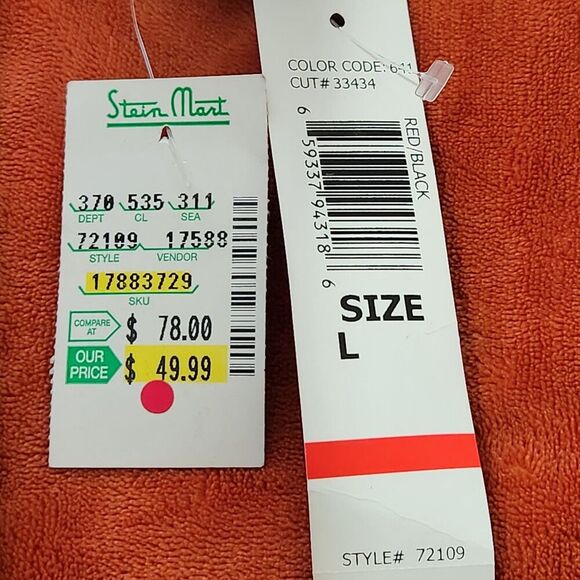 Stein Mart
370 535 311
DEPT CL SEA
72109 17588
STYLE VENDOR
17883729
SKU
COMPARE AT $ 78.00
OUR PRICE $ 49.99
COLOR CODE: 641
CUT# 33434
RED/BLACK
6 59337 94318 6
SIZE
L
STYLE# 72109